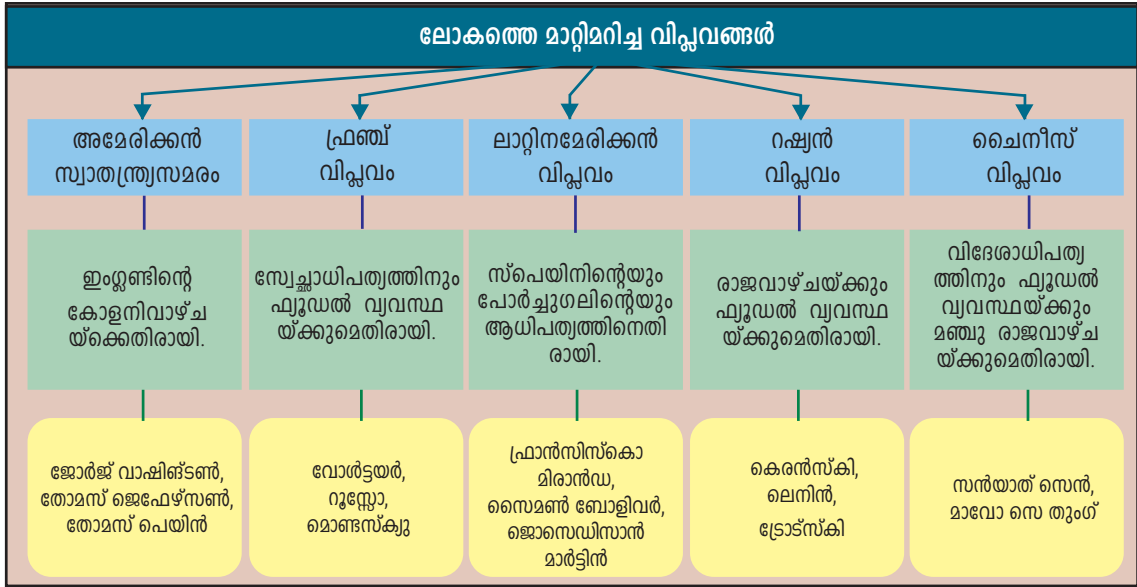 ലോകത്തെ മാറ്റിമറിച്ച വിപ്ലവങ്ങൾ
അമേരിക്കൻ
സ്വാതന്ത്ര്യസമരം
ഫ്രഞ്ച്
വിപ്ലവം
ലാറ്റിനമേരിക്കൻ
വിപ്ലവം
റഷ്യൻ
വിപ്ലവം
ചൈനീസ്
വിപ്ലവം
ഇംഗ്ലണ്ടിന്റെ
കോളനിവാഴ്ച
യ്ക്കെതിരായി.
സ്വേച്ഛാധിപത്യത്തിനും
ഫ്യൂഡൽ വ്യവസ്ഥ
യ്ക്കുമെതിരായി.
സ്പെയിനിന്റെയും
പോർച്ചുഗലിന്റെയും
ആധിപത്യത്തിനെതി
രായി.
രാജവാഴ്ചയ്ക്കും
ഫ്യൂഡൽ വ്യവസ്ഥ
യ്ക്കുമെതിരായി.
വിദേശാധിപത്യ
ത്തിനും ഫ്യൂഡൽ
വ്യവസ്ഥയ്ക്കും
മഞ്ചു രാജവാഴ്ച
യ്ക്കുമെതിരായി.
ജോർജ് വാഷിങ്ടൺ,
തോമസ് ജെഫേഴ്സൺ,
തോമസ് പെയിൻ
വോൾട്ടയർ,
റൂസ്സോ,
മൊണ്ടസ്ക്യു
ഫ്രാൻസിസ്കൊ
മിരാൻഡ,
സൈമൺ ബോളിവർ,
ജൊസെഡിസാൻ
മാർട്ടിൻ
കെരൻസ്കി,
ലെനിൻ,
ട്രോട്സ്കി
സൻയാത് സെൻ,
മാവോ സെ തുംഗ്